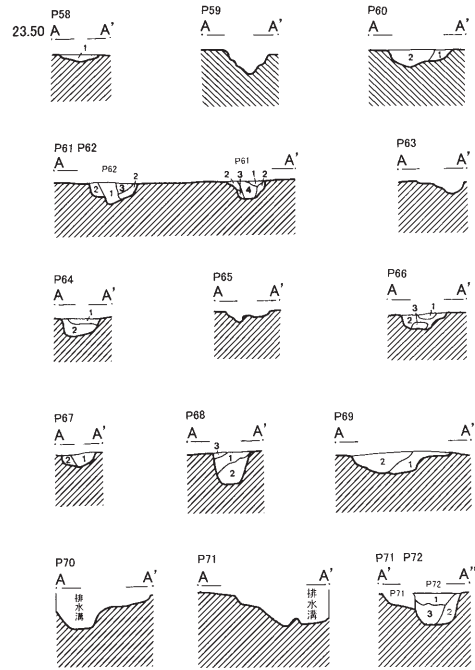 P58
A A'
23.50
1
P59
A A'
P60
A A'
2 1
P61 P62
A A'
P62
2 1 3 2
P61
2 3 1 2
4
P63
A A'
P64
A A'
1
2
P65
A A'
P66
A A'
3 1
2
P67
A A'
2 1
P68
A A'
3
1
2
P69
A A'
2 1
P70
A A'
排水溝
P71
A A'
排水溝
P71 P72
A' A"
P71
P72
1
3 2